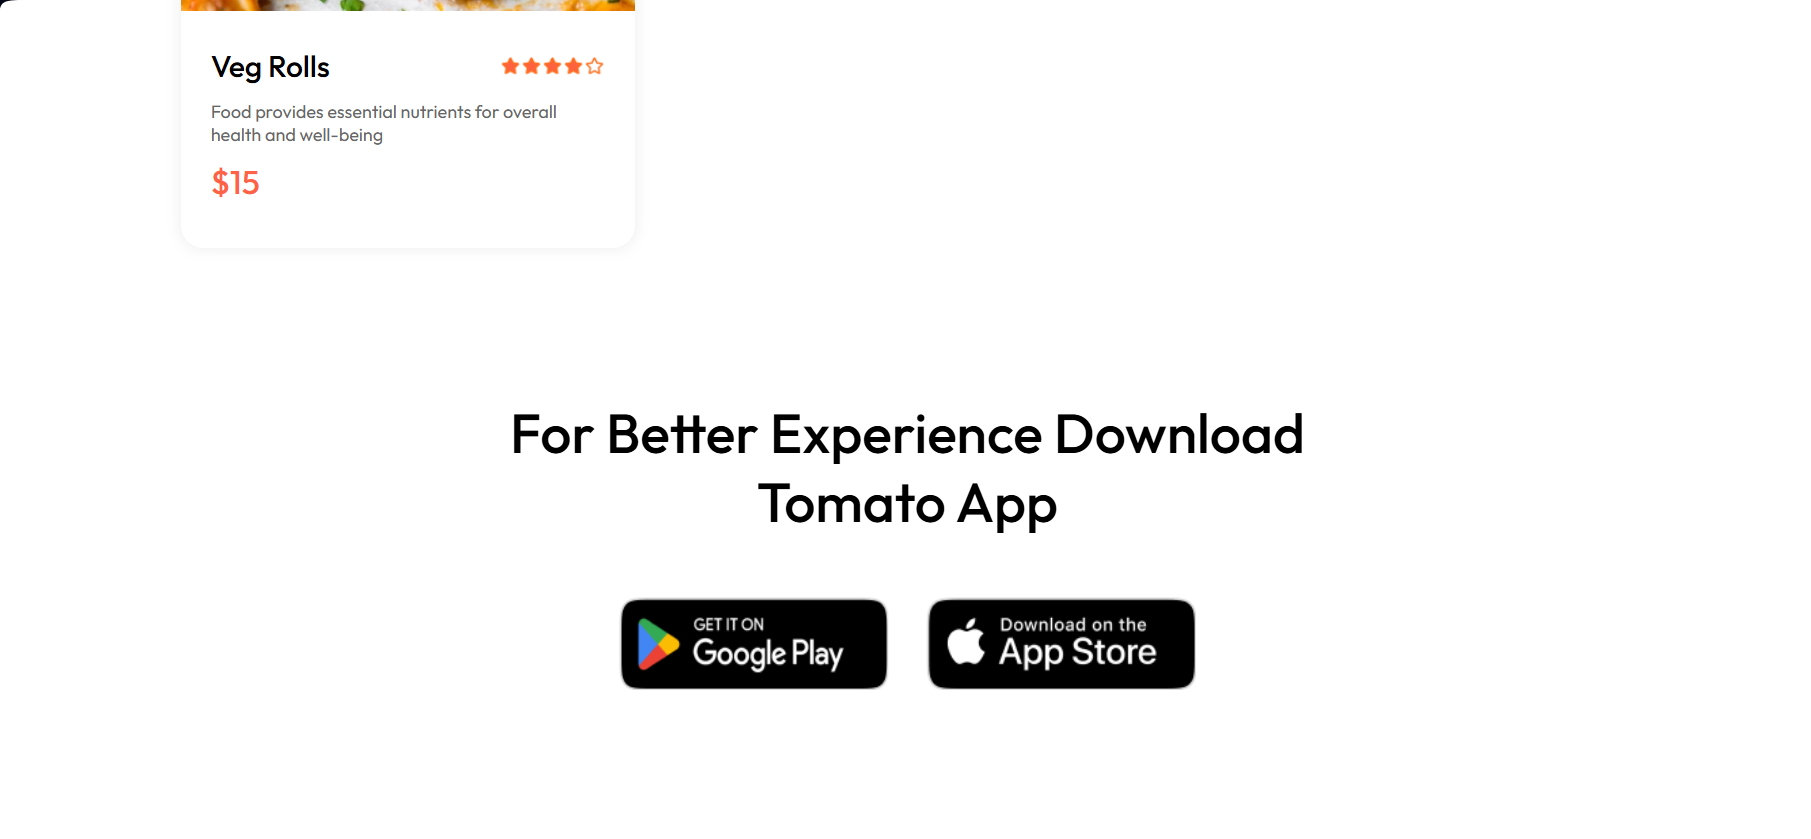 Veg Rolls
Food provides essential nutrients for overall
health and well-being
$15
For Better Experience Download
Tomato App
GET IT ON
Google Play
Download on the
App Store